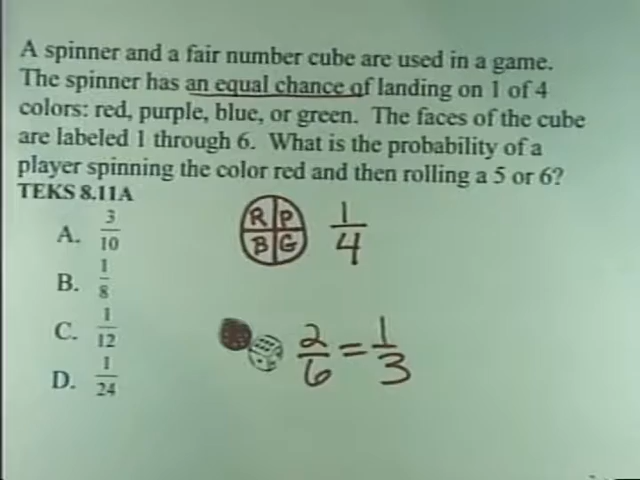 A spinner and a fair number cube are used in a game.
The spinner has an equal chance of landing on 1 of 4
colors: red, purple, blue, or green. The faces of the cube
are labeled 1 through 6. What is the probability of a
player spinning the color red and then rolling a 5 or 6?
TEKS 8.11A
A. 3/10
B. 1/8
C. 1/12
D. 1/24
R P
B G
1/4
2/6 = 1/3